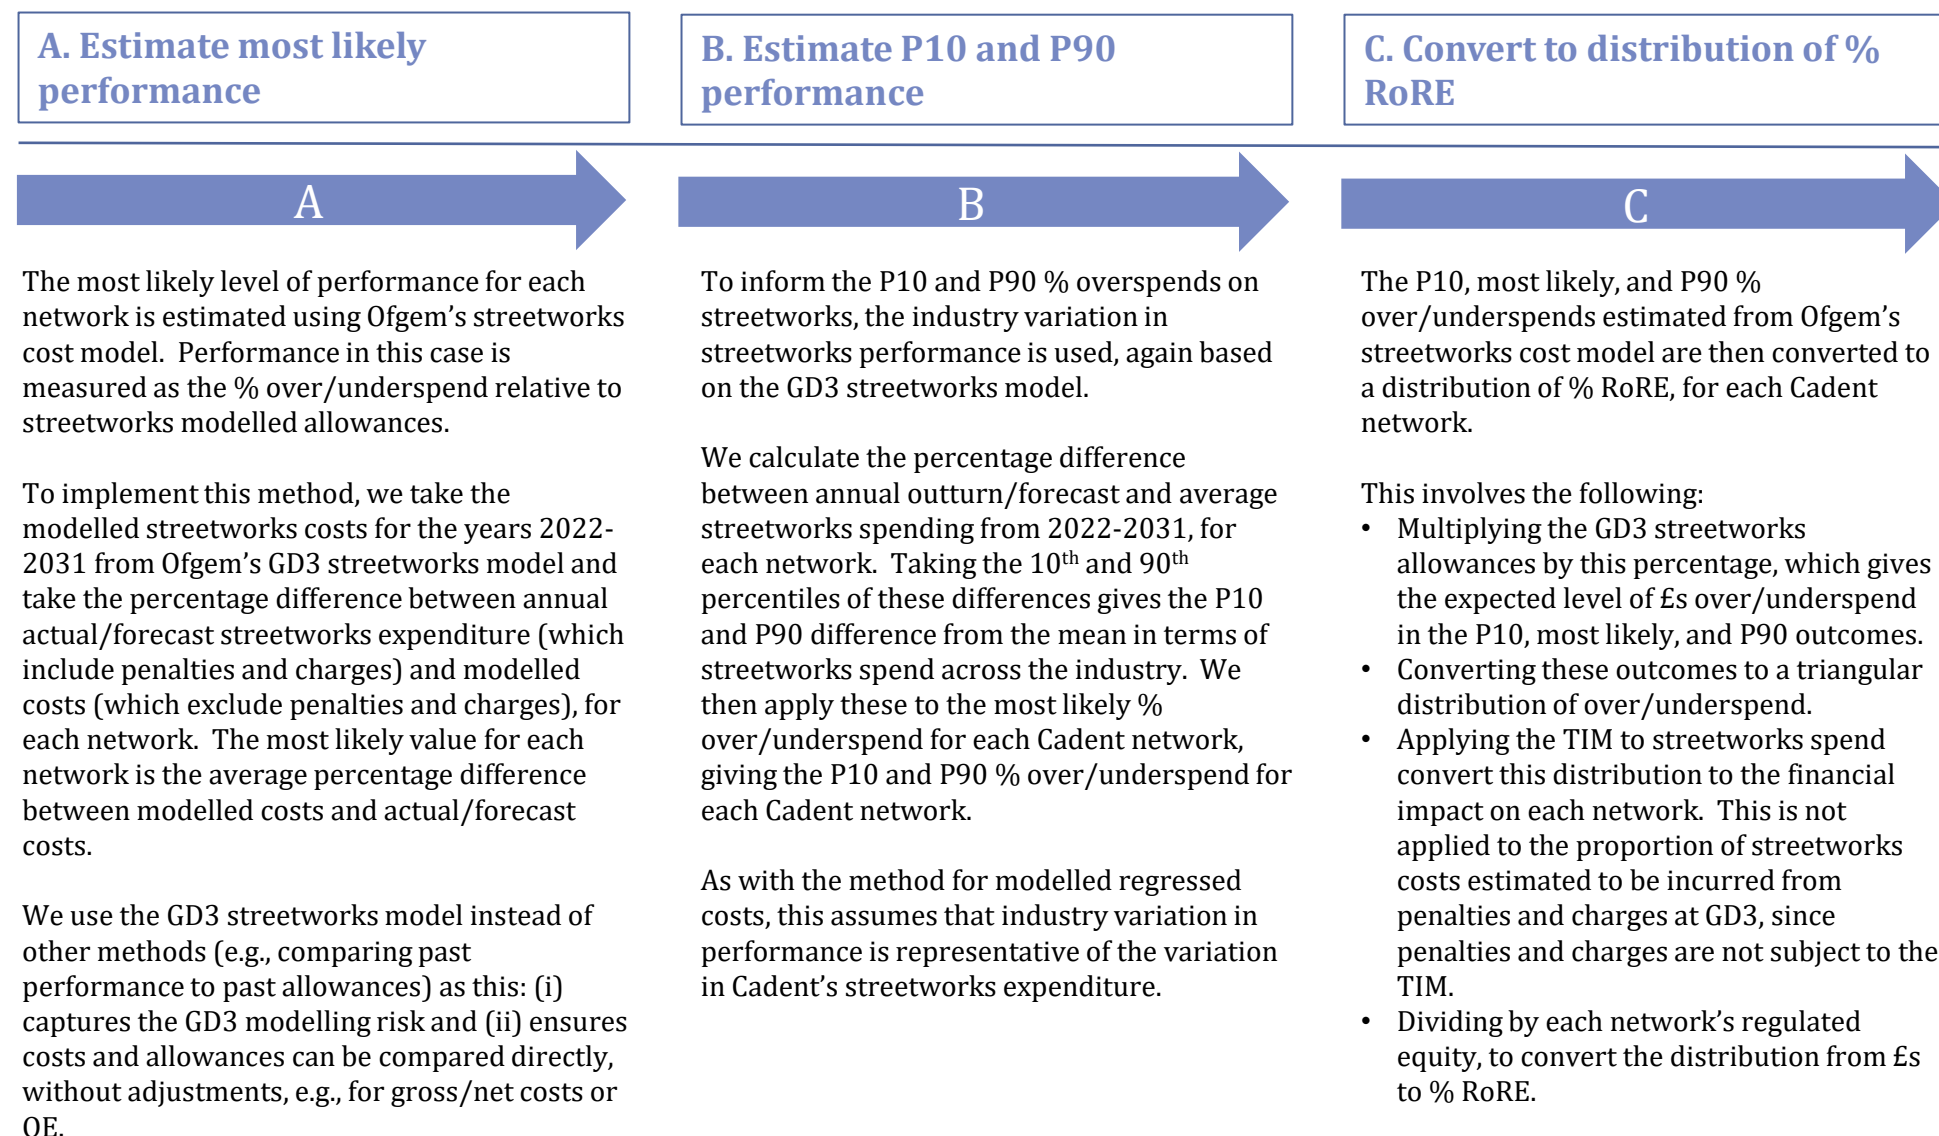 A. Estimate most likely
performance
B. Estimate P10 and P90
performance
C. Convert to distribution of %
RoRE
A
B
C
The most likely level of performance for each
network is estimated using Ofgem’s streetworks
cost model. Performance in this case is
measured as the % over/underspend relative to
streetworks modelled allowances.
To implement this method, we take the
modelled streetworks costs for the years 2022-
2031 from Ofgem’s GD3 streetworks model and
take the percentage difference between annual
actual/forecast streetworks expenditure (which
include penalties and charges) and modelled
costs (which exclude penalties and charges), for
each network. The most likely value for each
network is the average percentage difference
between modelled costs and actual/forecast
costs.
We use the GD3 streetworks model instead of
other methods (e.g., comparing past
performance to past allowances) as this: (i)
captures the GD3 modelling risk and (ii) ensures
costs and allowances can be compared directly,
without adjustments, e.g., for gross/net costs or
OE.
To inform the P10 and P90 % overspends on
streetworks, the industry variation in
streetworks performance is used, again based
on the GD3 streetworks model.
We calculate the percentage difference
between annual outturn/forecast and average
streetworks spending from 2022-2031, for
each network. Taking the 10th and 90th
percentiles of these differences gives the P10
and P90 difference from the mean in terms of
streetworks spend across the industry. We
then apply these to the most likely %
over/underspend for each Cadent network,
giving the P10 and P90 % over/underspend for
each Cadent network.
As with the method for modelled regressed
costs, this assumes that industry variation in
performance is representative of the variation
in Cadent’s streetworks expenditure.
The P10, most likely, and P90 %
over/underspends estimated from Ofgem’s
streetworks cost model are then converted to
a distribution of % RoRE, for each Cadent
network.
This involves the following:
• Multiplying the GD3 streetworks
allowances by this percentage, which gives
the expected level of £s over/underspend
in the P10, most likely, and P90 outcomes.
• Converting these outcomes to a triangular
distribution of over/underspend.
• Applying the TIM to streetworks spend
convert this distribution to the financial
impact on each network. This is not
applied to the proportion of streetworks
costs estimated to be incurred from
penalties and charges at GD3, since
penalties and charges are not subject to the
TIM.
• Dividing by each network’s regulated
equity, to convert the distribution from £s
to % RoRE.